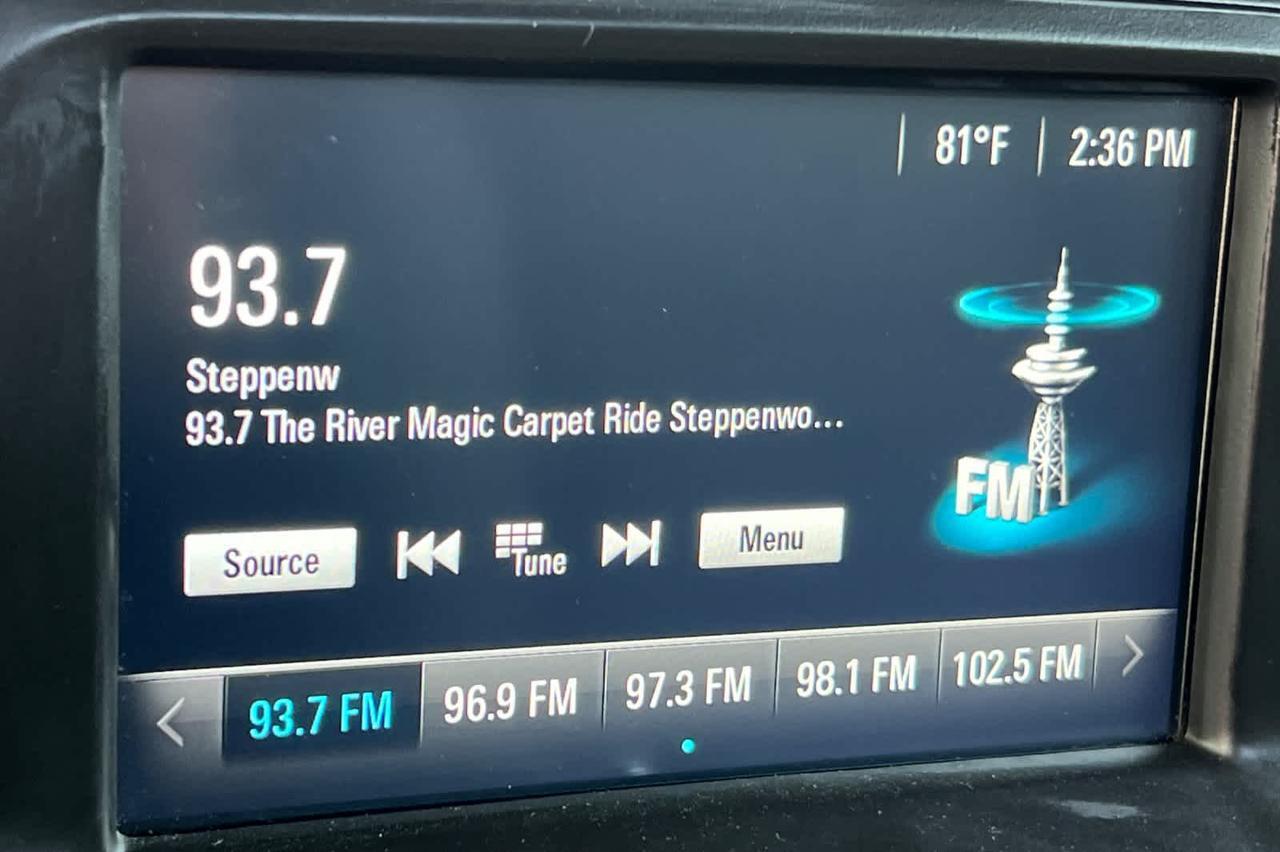 81°F | 2:36 PM
93.7
Steppenw
93.7 The River Magic Carpet Ride Steppenwo...
FM
Source Tune Menu
93.7 FM 96.9 FM 97.3 FM 98.1 FM 102.5 FM